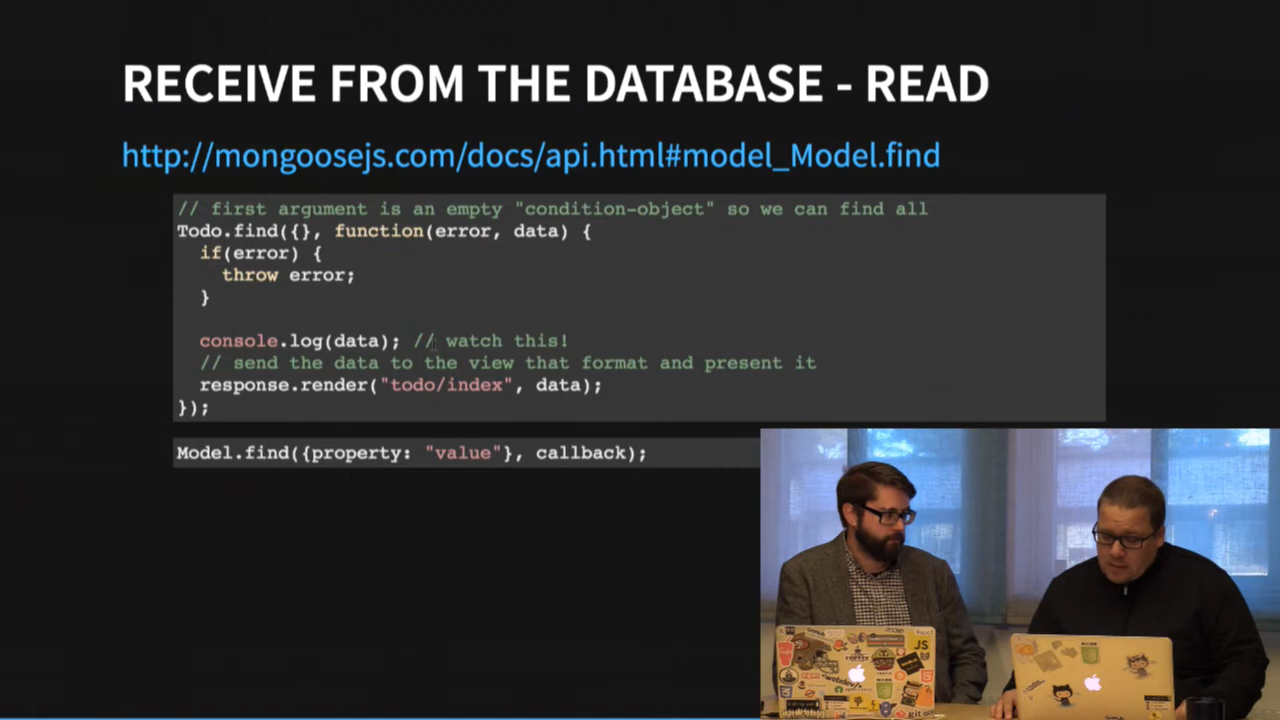 RECEIVE FROM THE DATABASE - READ
http://mongoosejs.com/docs/api.html#model_Model.find
// first argument is an empty "condition-object" so we can find all
Todo.find({}, function(error, data) {
if(error) {
throw error;
}
console.log(data); // watch this!
// send the data to the view that format and present it
response.render("todo/index", data);
});
Model.find({property: "value"}, callback);
JS
git